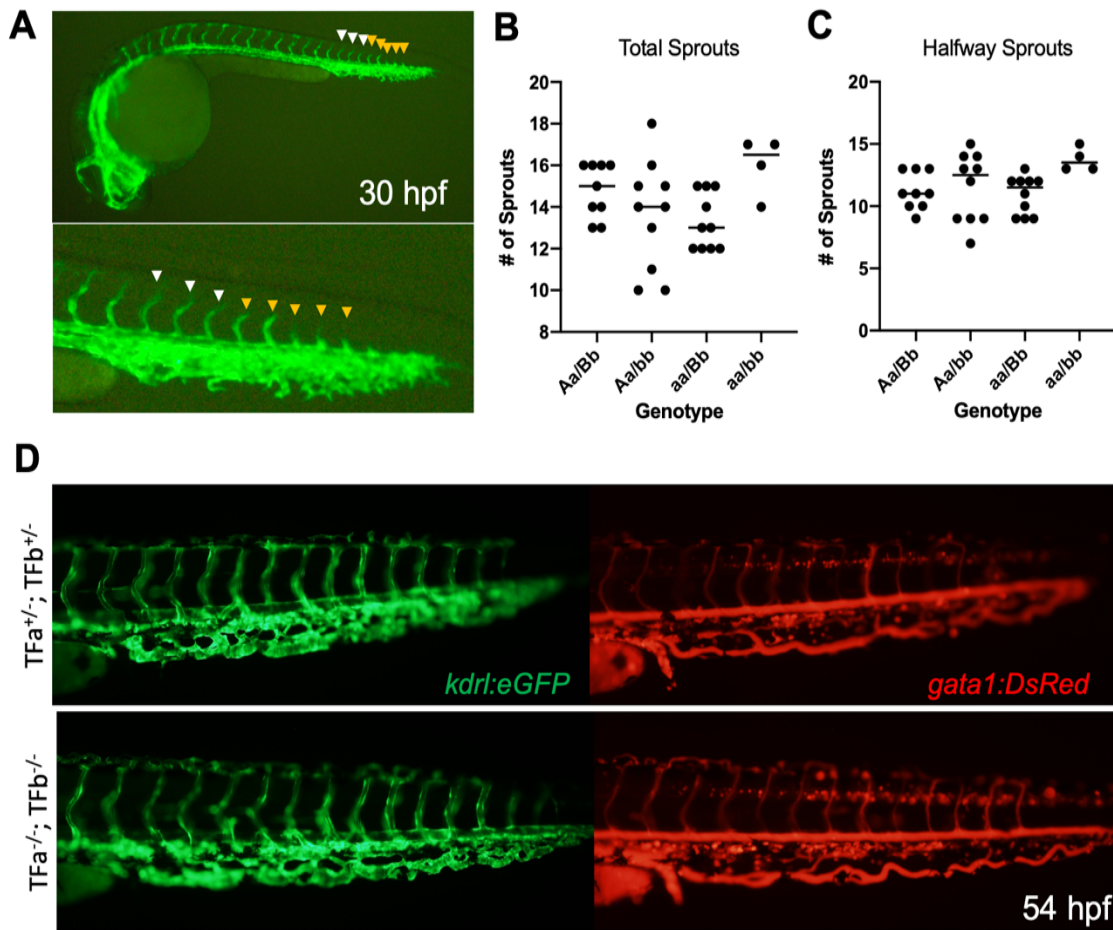 A
30 hpf
B
Total Sprouts
# of Sprouts
20
18
16
14
12
10
8
Aa/Bb
Aa/bb
aa/Bb
aa/bb
Genotype
C
Halfway Sprouts
# of Sprouts
20
15
10
5
0
Aa/Bb
Aa/bb
aa/Bb
aa/bb
Genotype
D
TFa+/-; TFb+/-
kdrl:eGFP
gata1:DsRed
TFa-/-; TFb-/-
54 hpf